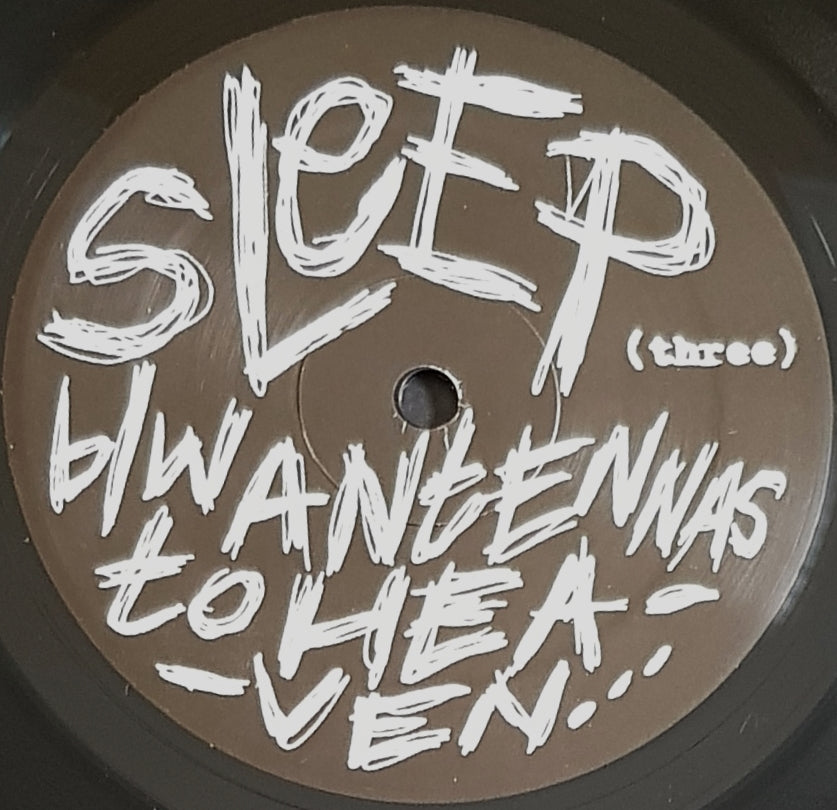 SLeEP
(three)
b/w ANtENNAS
to HEA-
-VEN...